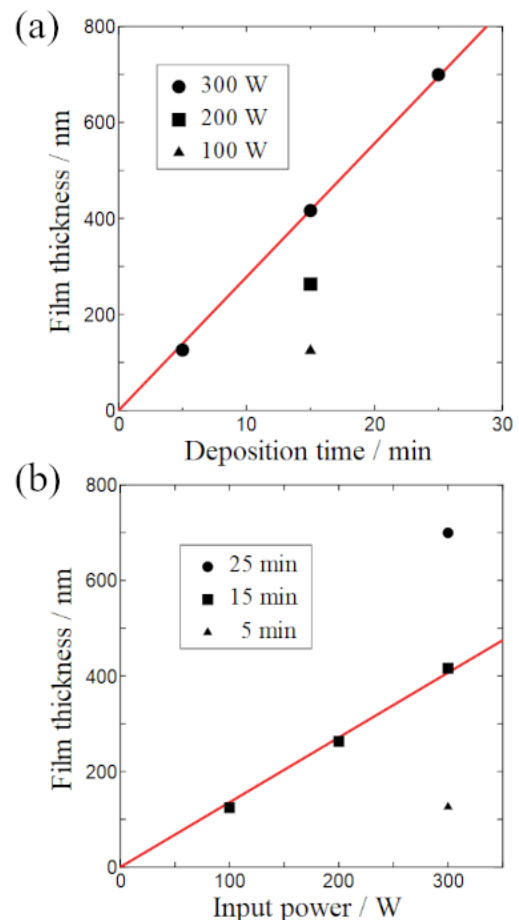 (a)
Film thickness / nm
800
600
400
200
0
300 W
200 W
100 W
0 10 20 30
Deposition time / min
(b)
Film thickness / nm
800
600
400
200
0
25 min
15 min
5 min
0 100 200 300
Input power / W